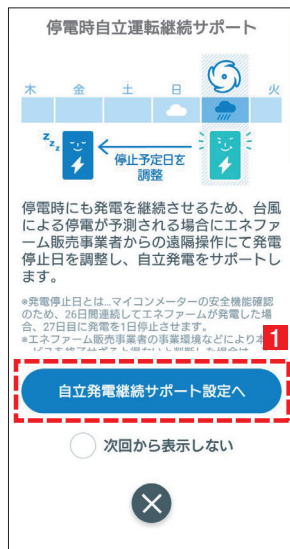 停電時自立運転継続サポート
木 金 土 日 火
zzz
停止予定日を
調整
停電時にも発電を継続させるため、台風
による停電が予測される場合にエネファ
ーム販売事業者からの遠隔操作にて発電
停止日を調整し、自立発電をサポートし
ます。
※発電停止日とは…マイコンメーターの安全機能確認
のため、26日間連続してエネファームが発電した場
合、27日目に発電を1日停止させます。
※エネファーム販売事業者の事業環境などにより本
1
自立発電継続サポート設定へ
次回から表示しない